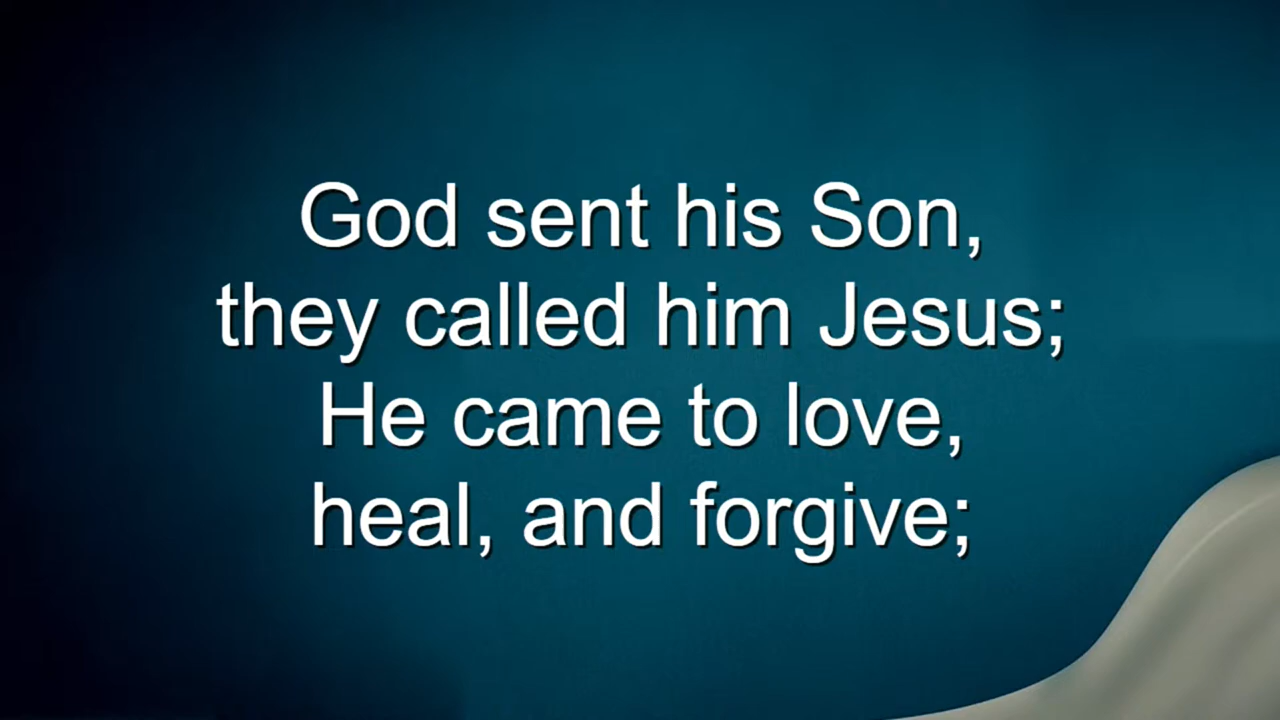 God sent his Son,
they called him Jesus;
He came to love,
heal, and forgive;